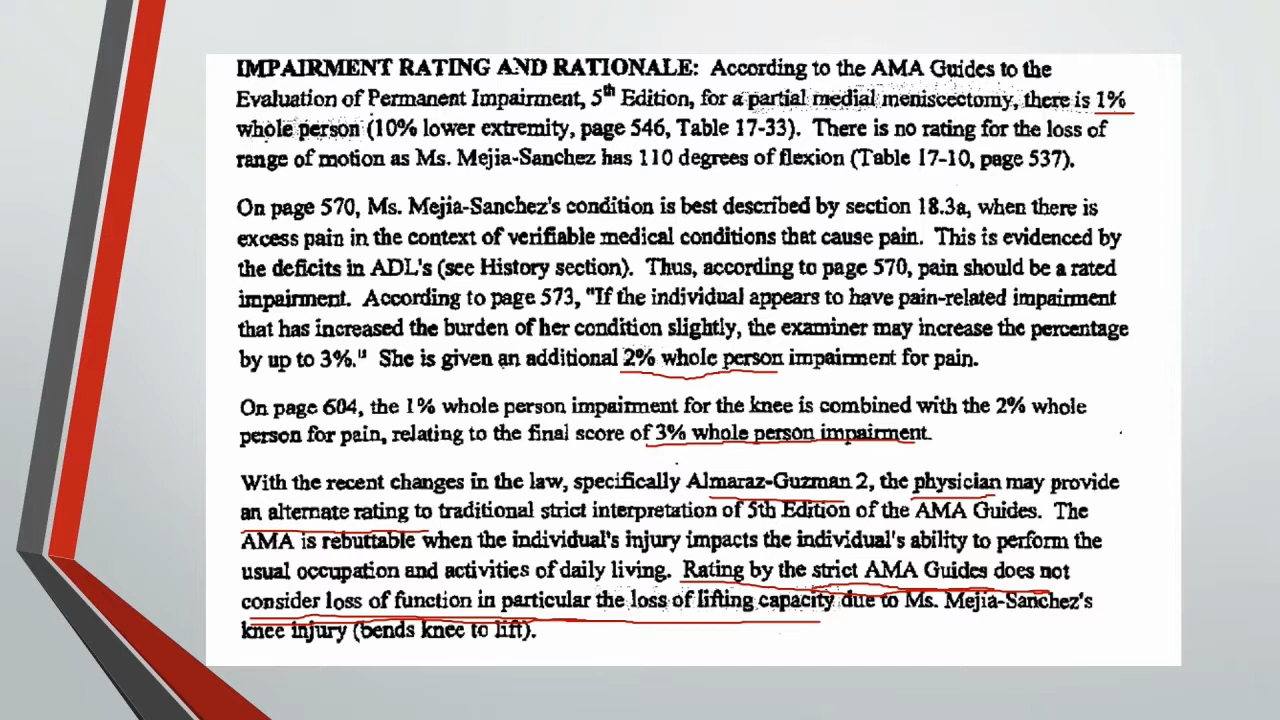 IMPAIRMENT RATING AND RATIONALE: According to the AMA Guides to the
Evaluation of Permanent Impairment, 5th Edition, for a partial medial meniscectomy, there is 1%
whole person (10% lower extremity, page 546, Table 17-33). There is no rating for the loss of
range of motion as Ms. Mejia-Sanchez has 110 degrees of flexion (Table 17-10, page 537).
On page 570, Ms. Mejia-Sanchez's condition is best described by section 18.3a, when there is
excess pain in the context of verifiable medical conditions that cause pain. This is evidenced by
the deficits in ADL's (see History section). Thus, according to page 570, pain should be a rated
impairment. According to page 573, "If the individual appears to have pain-related impairment
that has increased the burden of her condition slightly, the examiner may increase the percentage
by up to 3%." She is given an additional 2% whole person impairment for pain.
On page 604, the 1% whole person impairment for the knee is combined with the 2% whole
person for pain, relating to the final score of 3% whole person impairment.
With the recent changes in the law, specifically Almaraz-Guzman 2, the physician may provide
an alternate rating to traditional strict interpretation of 5th Edition of the AMA Guides. The
AMA is rebuttable when the individual's injury impacts the individual's ability to perform the
usual occupation and activities of daily living. Rating by the strict AMA Guides does not
consider loss of function in particular the loss of lifting capacity due to Ms. Mejia-Sanchez's
knee injury (bends knee to lift).